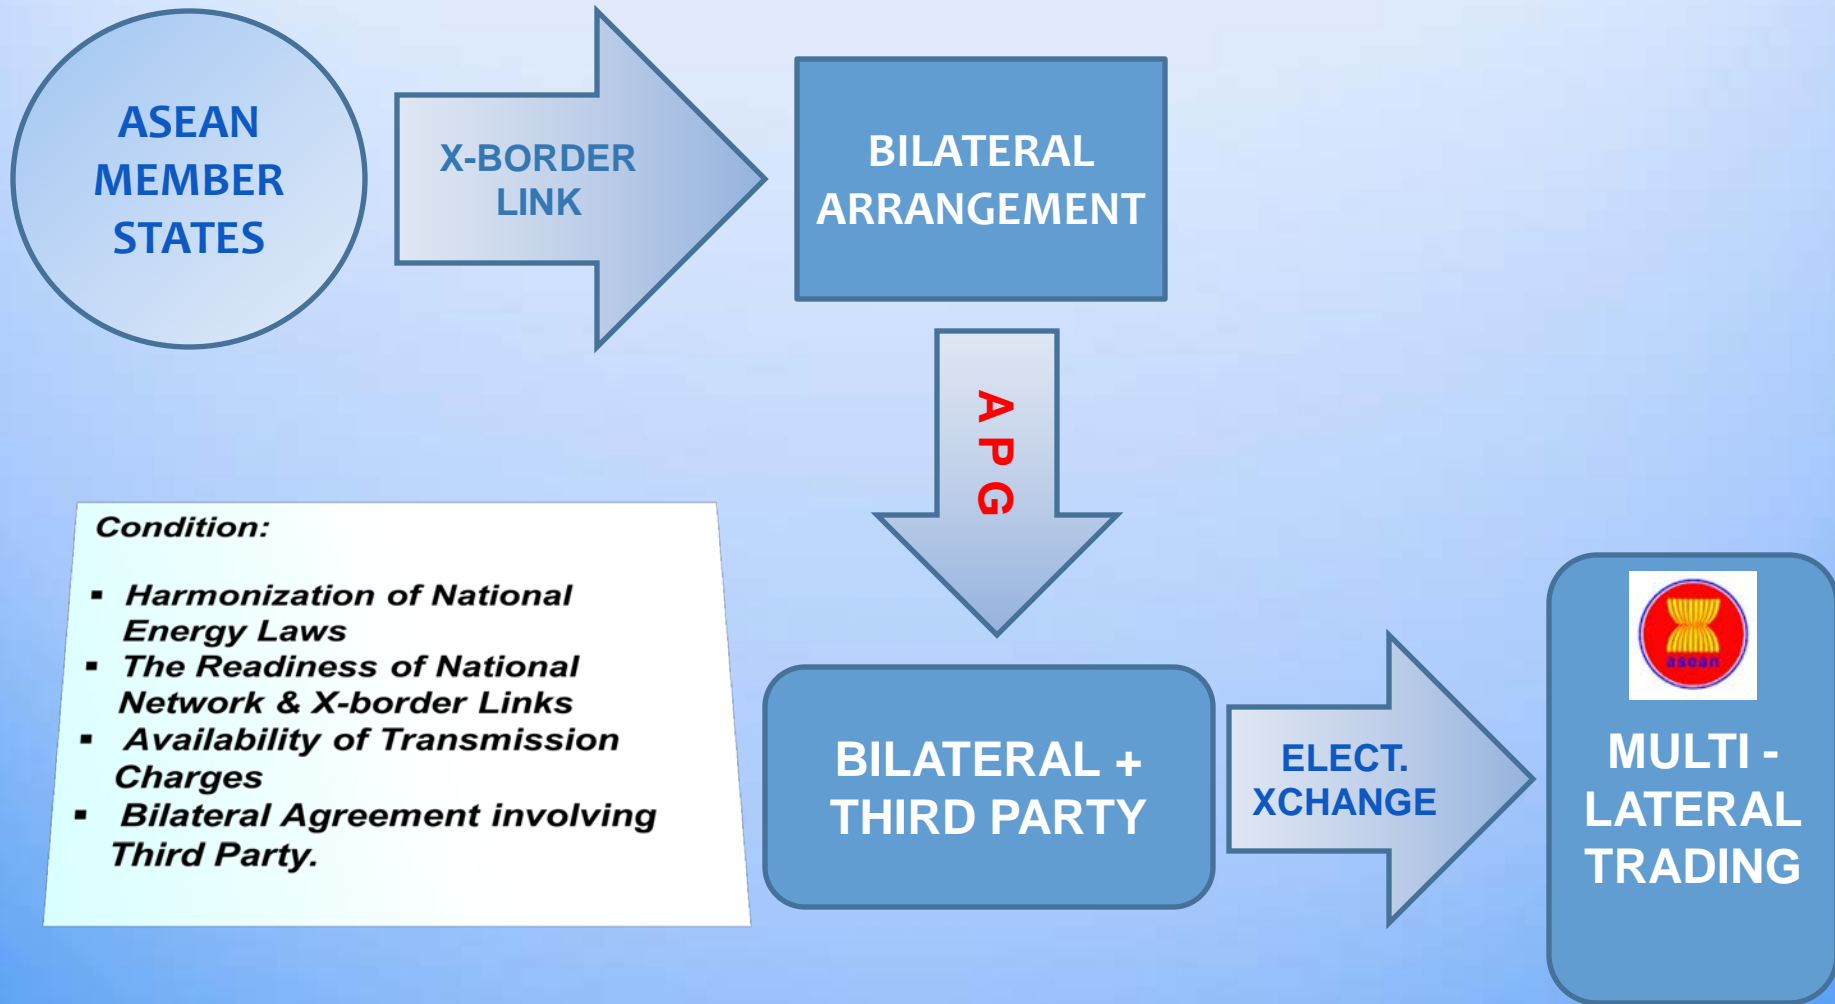 ASEAN
MEMBER
STATES
X-BORDER
LINK
BILATERAL
ARRANGEMENT
A P G
Condition:
▪ Harmonization of National
Energy Laws
▪ The Readiness of National
Network & X-border Links
▪ Availability of Transmission
Charges
▪ Bilateral Agreement involving
Third Party.
BILATERAL +
THIRD PARTY
ELECT.
XCHANGE
asean
MULTI -
LATERAL
TRADING